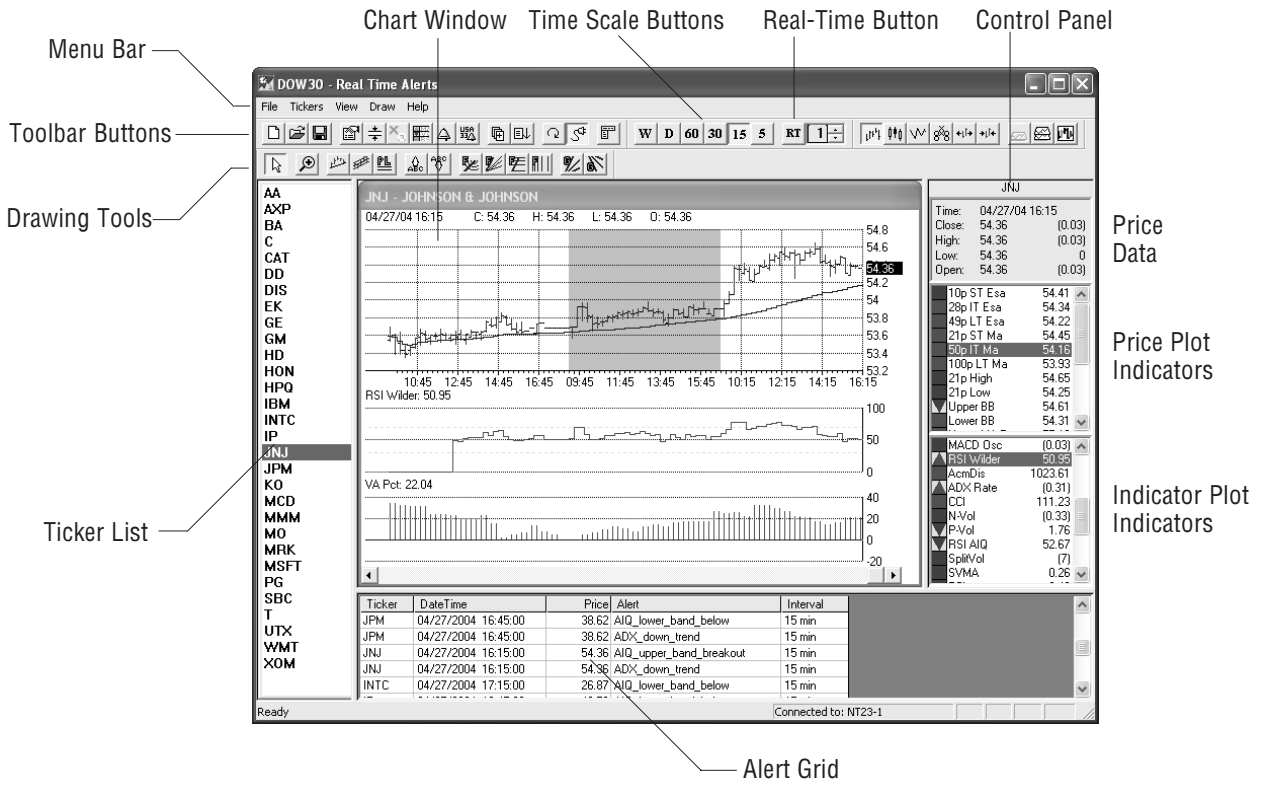 Chart Window
Time Scale Buttons
Real-Time Button
Control Panel
Menu Bar
Toolbar Buttons
Drawing Tools
Ticker List
Price
Data
Price Plot
Indicators
Indicator Plot
Indicators
Alert Grid
DOW30 - Real Time Alerts
File Tickers View Draw Help
W D 60 30 15 5 RT 1
AA
AXP
BA
C
CAT
DD
DIS
EK
GE
GM
HD
HON
HPQ
IBM
INTC
IP
JNJ
JPM
KO
MCD
MMM
MO
MRK
MSFT
PG
SBC
T
UTX
WMT
XOM
JNJ - JOHNSON & JOHNSON
04/27/04 16:15 C: 54.36 H: 54.36 L: 54.36 O: 54.36
54.8
54.6
54.36
54.2
54
53.8
53.6
53.4
53.2
10:45 12:45 14:45 16:45 09:45 11:45 13:45 15:45 10:15 12:15 14:15 16:15
RSI Wilder: 50.95
100
50
0
VA Pct: 22.04
40
20
0
-20
JNJ
Time: 04/27/04 16:15
Close: 54.36 (0.03)
High: 54.36 (0.03)
Low: 54.36 0
Open: 54.36 (0.03)
10p ST Esa 54.41
28p IT Esa 54.34
49p LT Esa 54.22
21p ST Ma 54.45
50p IT Ma 54.16
100p LT Ma 53.93
21p High 54.65
21p Low 54.25
Upper BB 54.61
Lower BB 54.31
MACD Osc (0.03)
RSI Wilder 50.95
AcmDis 1023.61
ADX Rate (0.31)
CCI 111.23
N-Vol (0.33)
P-Vol 1.76
RSI AIQ 52.67
SplitVol (7)
SVMA 0.26
Ticker DateTime Price Alert Interval
JPM 04/27/2004 16:45:00 38.62 AIQ_lower_band_below 15 min
JPM 04/27/2004 16:45:00 38.62 ADX_down_trend 15 min
JNJ 04/27/2004 16:15:00 54.36 AIQ_upper_band_breakout 15 min
JNJ 04/27/2004 16:15:00 54.36 ADX_down_trend 15 min
INTC 04/27/2004 17:15:00 26.87 AIQ_lower_band_below 15 min
Ready
Connected to: NT23-1